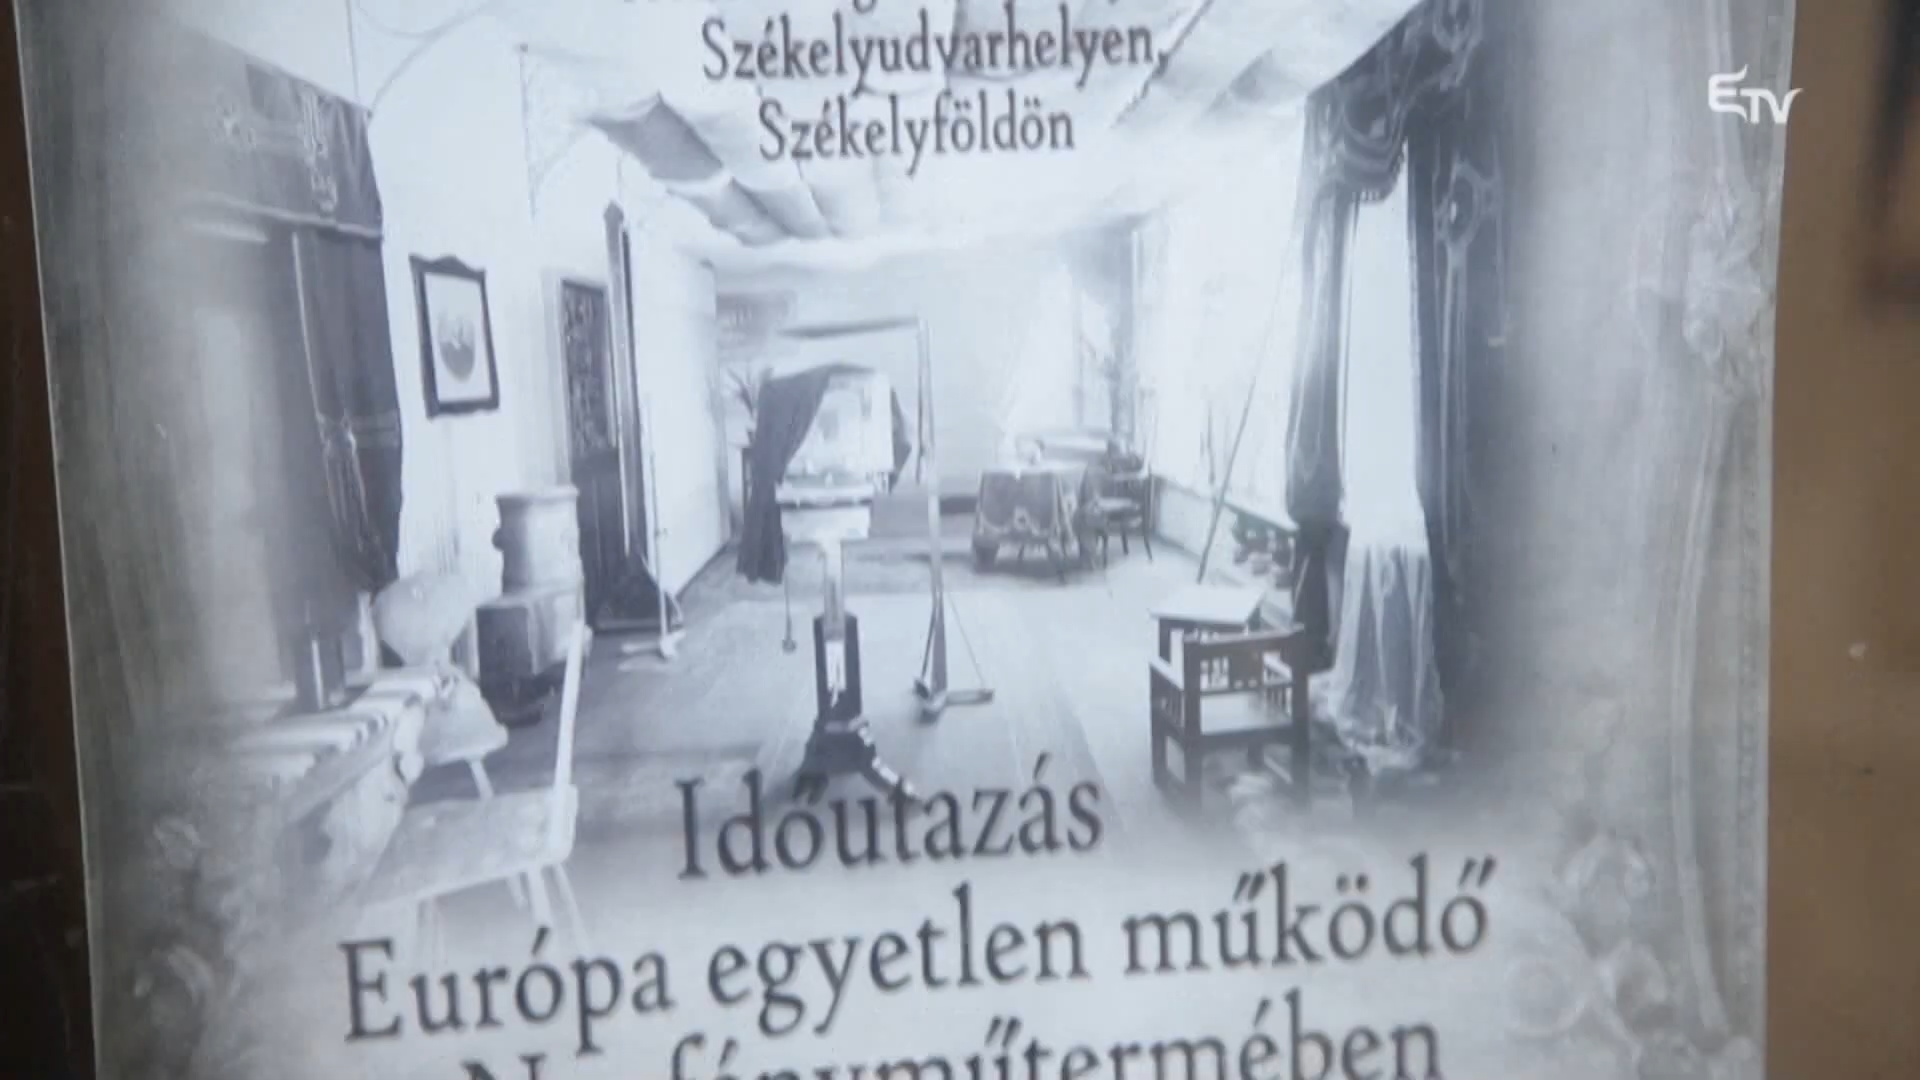 Székelyudvarhelyen,
Székelyföldön
ETV
Időutazás
Európa egyetlen működő